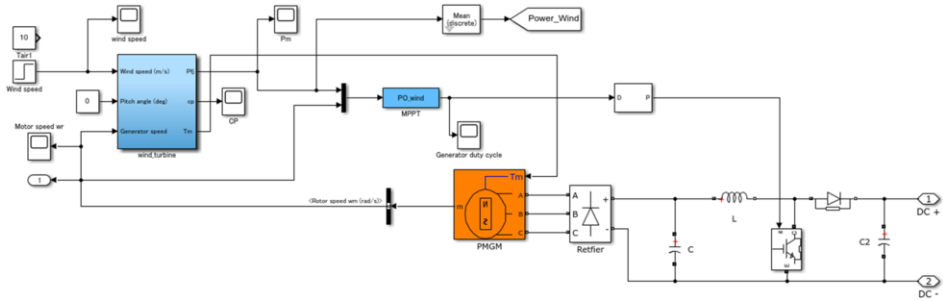 Pm
Mean
(discrete)
Power_Wind
wind speed
10
Tair1
Wind speed
Wind speed (m/s)
Pitch angle (deg)
Generator speed
cp
Tm
wind_turbine
0
CP
Motor speed wr
1
PO_wind
MPPT
Generator duty cycle
D
P
<Rotor speed wm (rad/s)>
m
Tm
A
B
C
N
S
PMGM
A
B
C
+
-
Retfier
C
L
C2
1
DC +
2
DC -